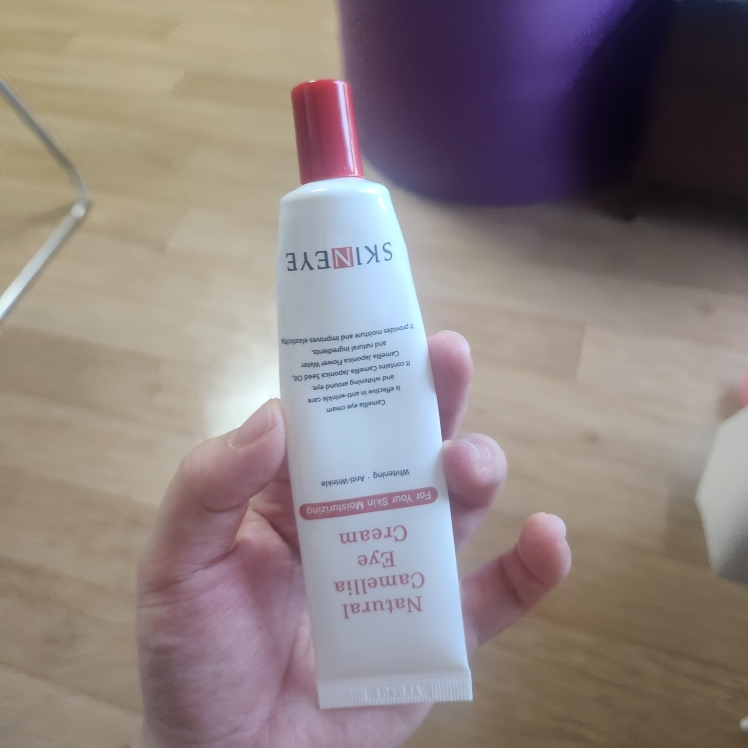 Natural
Camellia
Eye
Cream
For Your Skin Moisturizing
Whitening · Anti-Wrinkle
Camellia eye cream
is effective in anti-wrinkle care
and whitening around eye.
It contains Camellia Japonica Seed Oil,
Camellia Japonica Flower Water
and natural ingredients.
It provides moisture and improves elasticity.
SKINEYE